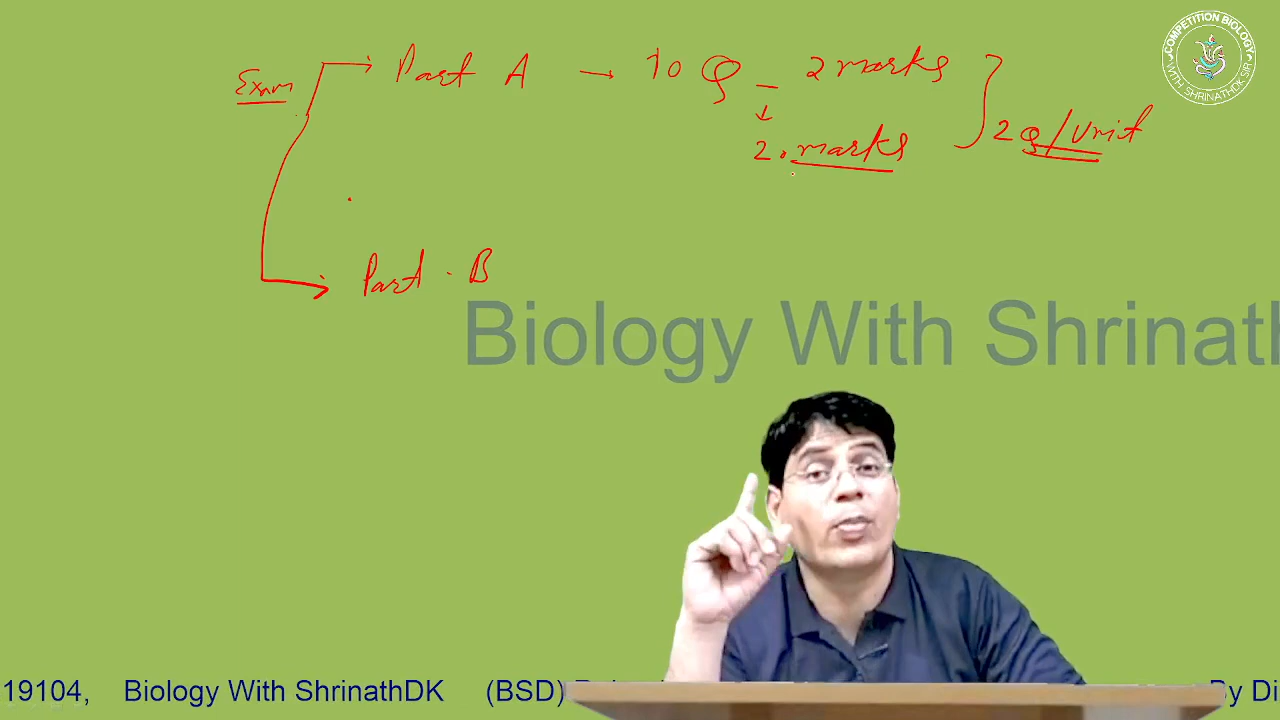 Exam
Part A → 10 Q – 2 marks
2. marks
2 Q/Unit
Part - B
COMPETITION BIOLOGY
WITH SHRINATHDK SIR
Biology With Shrinath
19104, Biology With ShrinathDK (BSD)
By Di